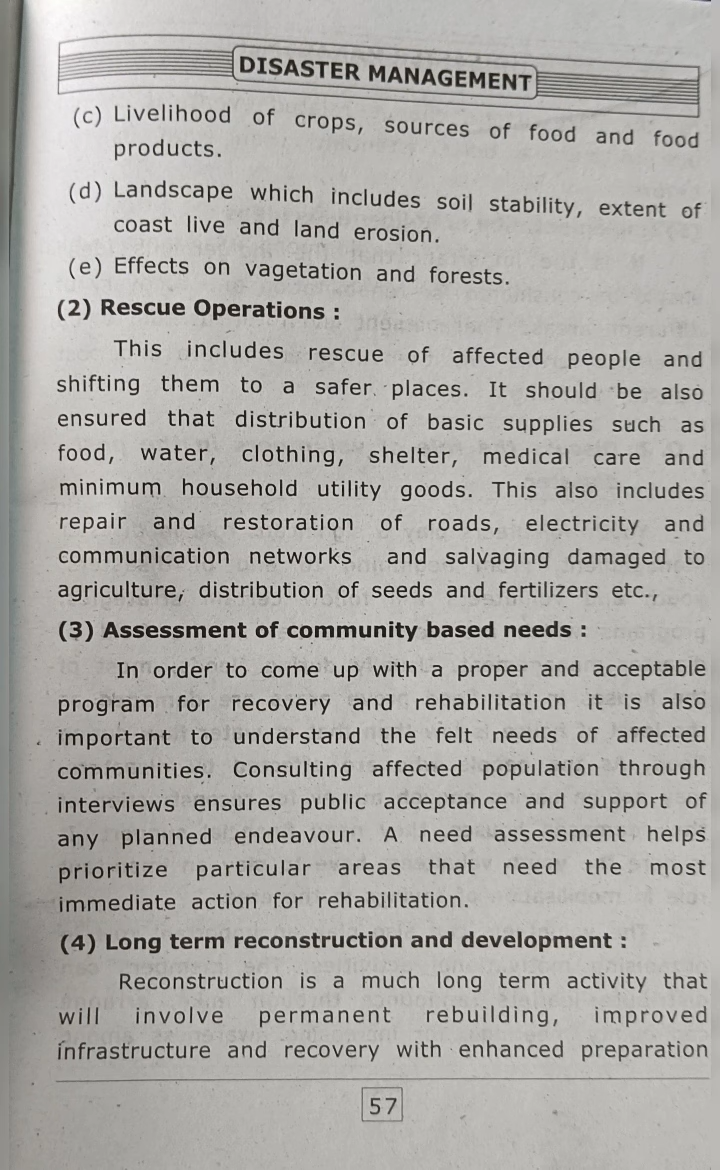 DISASTER MANAGEMENT
(c) Livelihood of crops, sources of food and food
products.
(d) Landscape which includes soil stability, extent of
coast live and land erosion.
(e) Effects on vagetation and forests.
(2) Rescue Operations :
This includes rescue of affected people and
shifting them to a safer places. It should be also
ensured that distribution of basic supplies such as
food, water, clothing, shelter, medical care and
minimum household utility goods. This also includes
repair and restoration of roads, electricity and
communication networks and salvaging damaged to
agriculture, distribution of seeds and fertilizers etc.,
(3) Assessment of community based needs :
In order to come up with a proper and acceptable
program for recovery and rehabilitation it is also
important to understand the felt needs of affected
communities. Consulting affected population through
interviews ensures public acceptance and support of
any planned endeavour. A need assessment helps
prioritize particular areas that need the most
immediate action for rehabilitation.
(4) Long term reconstruction and development :
Reconstruction is a much long term activity that
will involve permanent rebuilding, improved
infrastructure and recovery with enhanced preparation
57